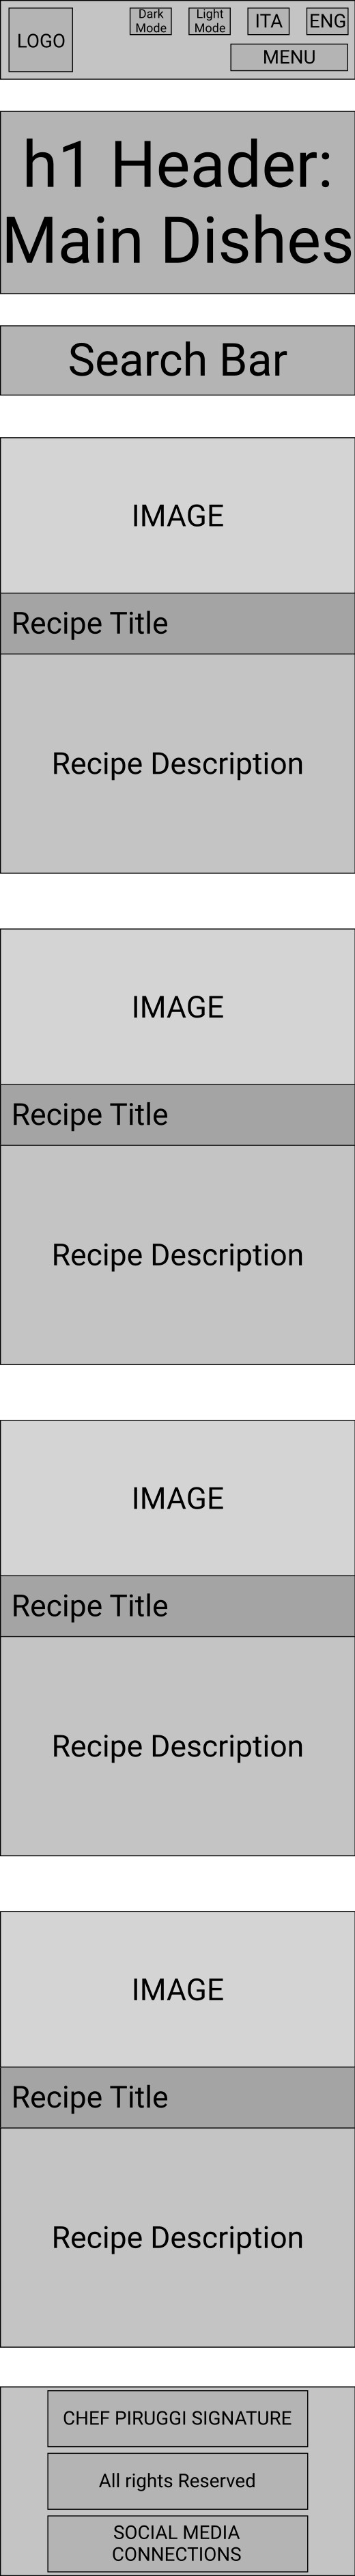 LOGO
Dark
Mode
Light
Mode
ITA
ENG
MENU
h1 Header:
Main Dishes
Search Bar
IMAGE
Recipe Title
Recipe Description
IMAGE
Recipe Title
Recipe Description
IMAGE
Recipe Title
Recipe Description
IMAGE
Recipe Title
Recipe Description
CHEF PIRUGGI SIGNATURE
All rights Reserved
SOCIAL MEDIA
CONNECTIONS